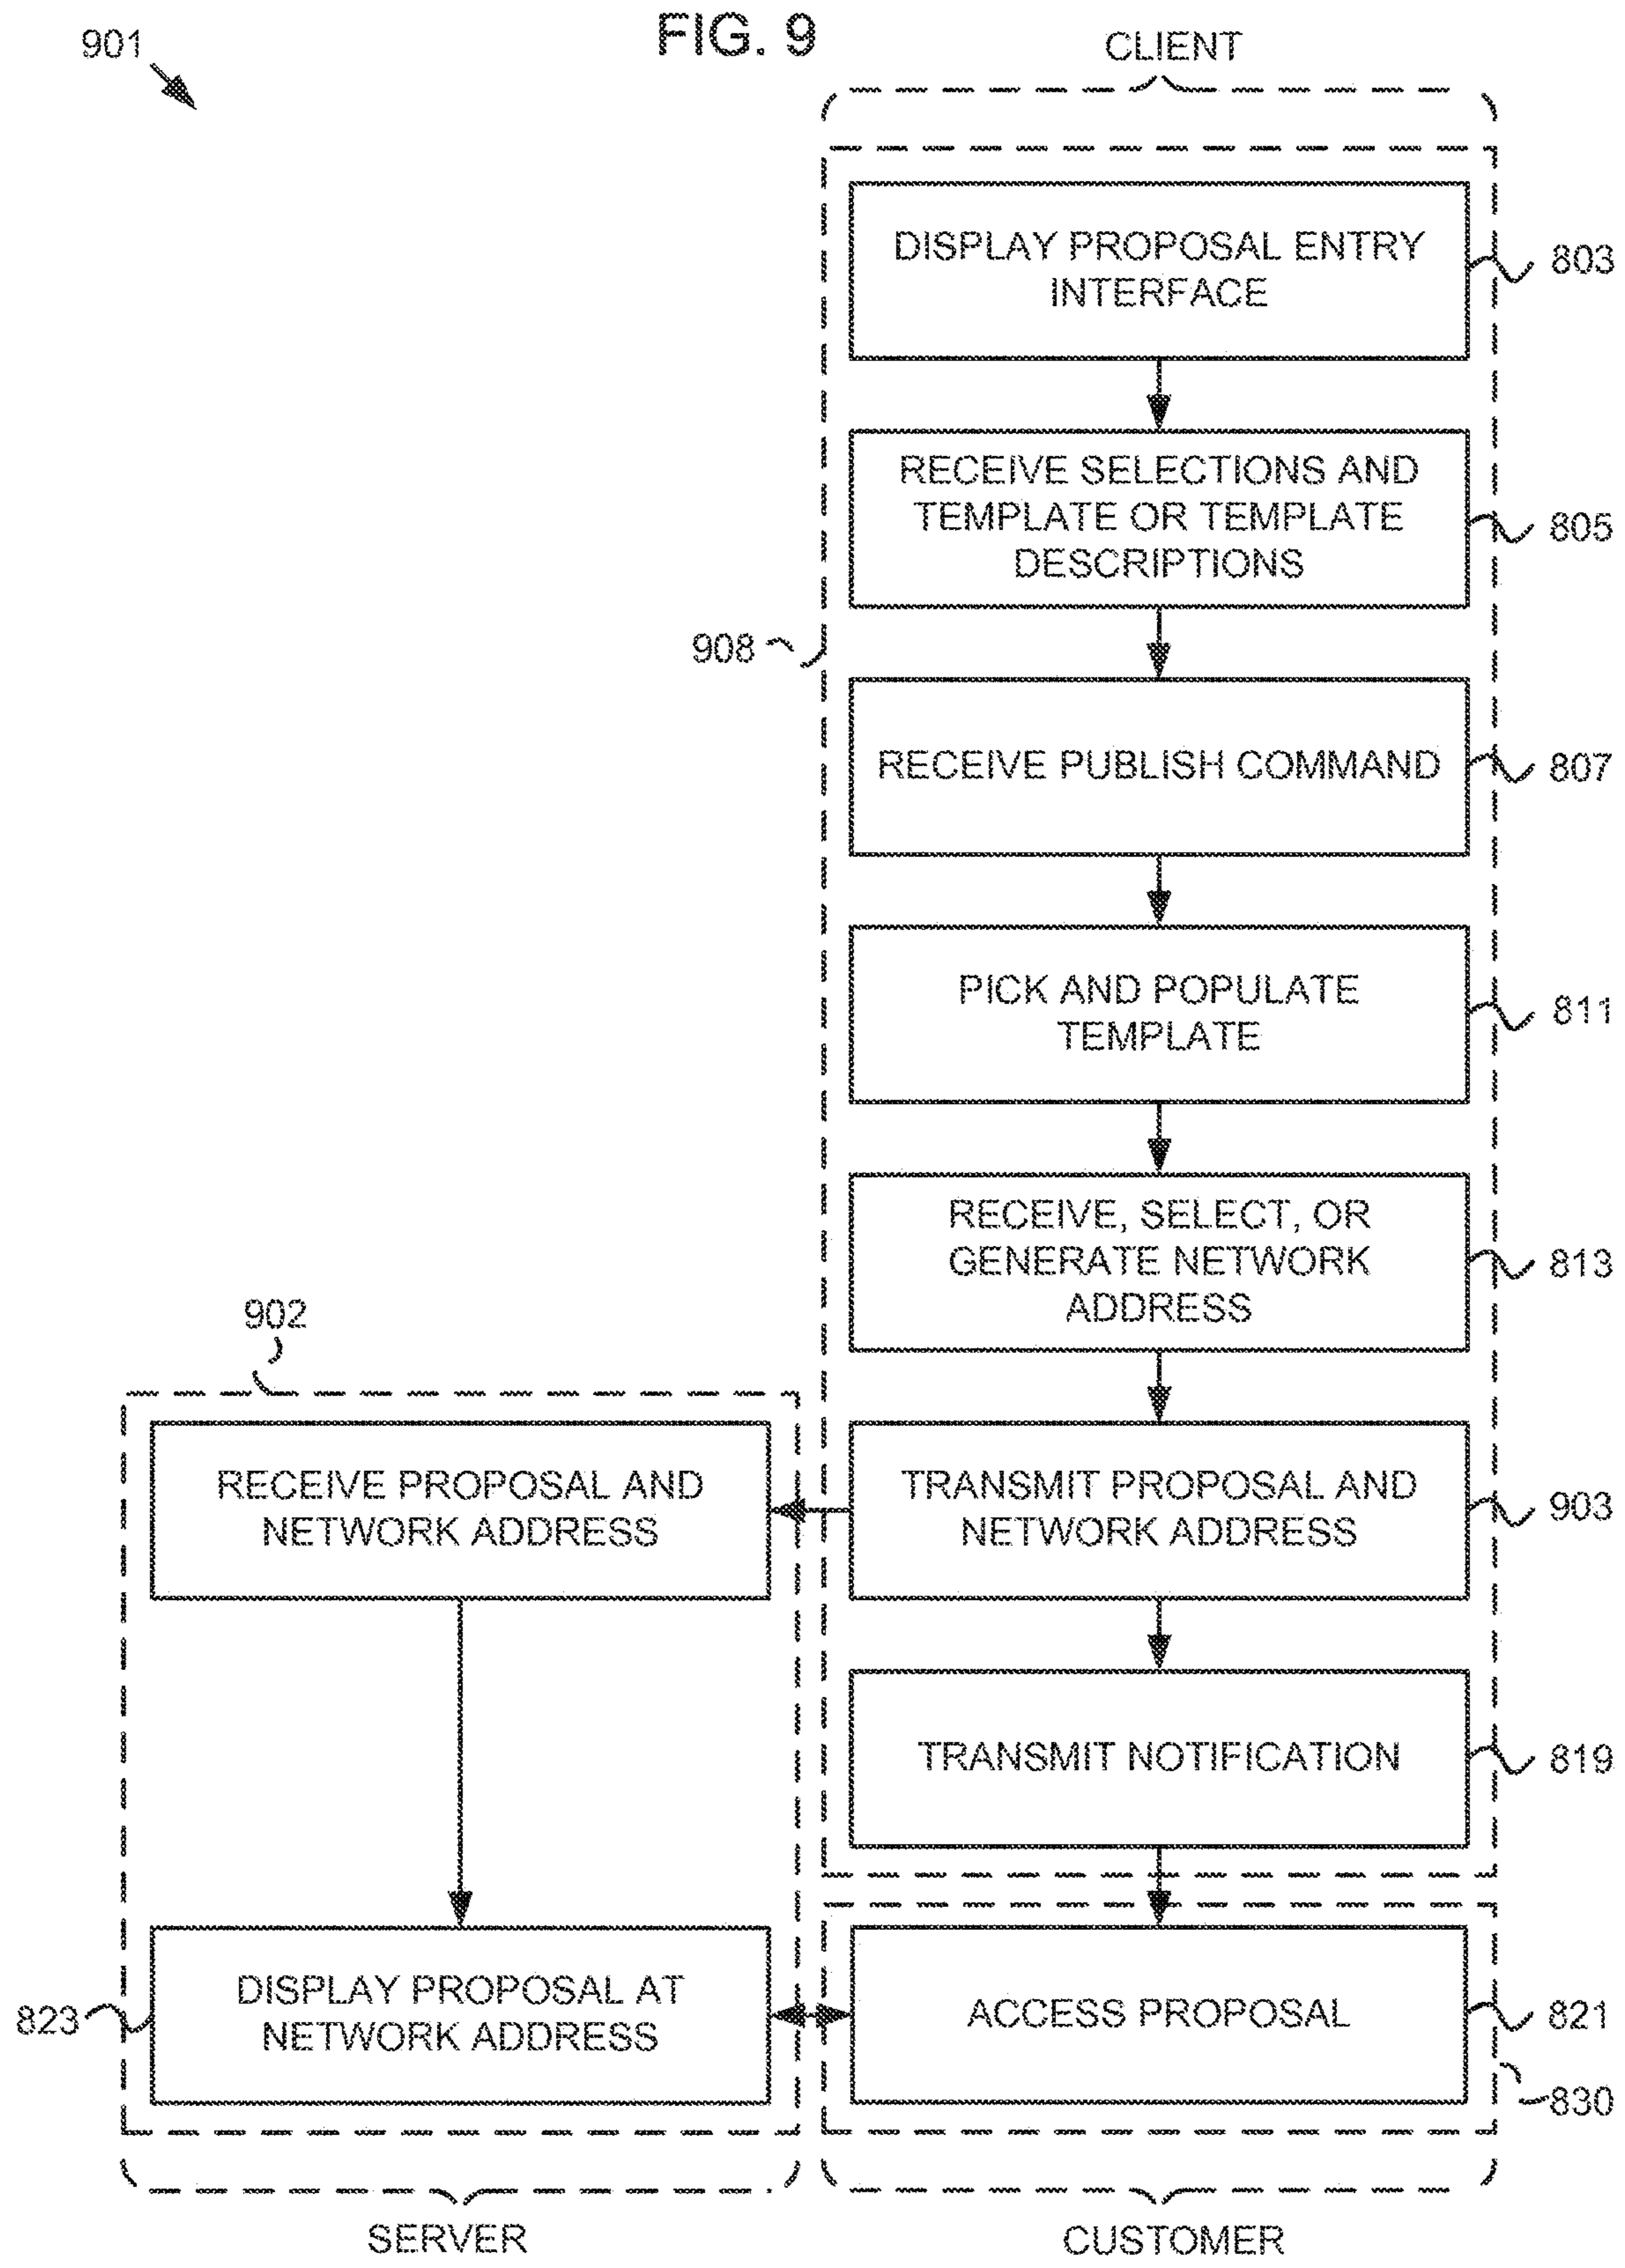 FIG. 9
901
CLIENT
DISPLAY PROPOSAL ENTRY
INTERFACE
803
RECEIVE SELECTIONS AND
TEMPLATE OR TEMPLATE
DESCRIPTIONS
805
908
RECEIVE PUBLISH COMMAND
807
PICK AND POPULATE
TEMPLATE
811
RECEIVE, SELECT, OR
GENERATE NETWORK
ADDRESS
813
902
RECEIVE PROPOSAL AND
NETWORK ADDRESS
TRANSMIT PROPOSAL AND
NETWORK ADDRESS
903
TRANSMIT NOTIFICATION
819
823
DISPLAY PROPOSAL AT
NETWORK ADDRESS
ACCESS PROPOSAL
821
830
SERVER
CUSTOMER